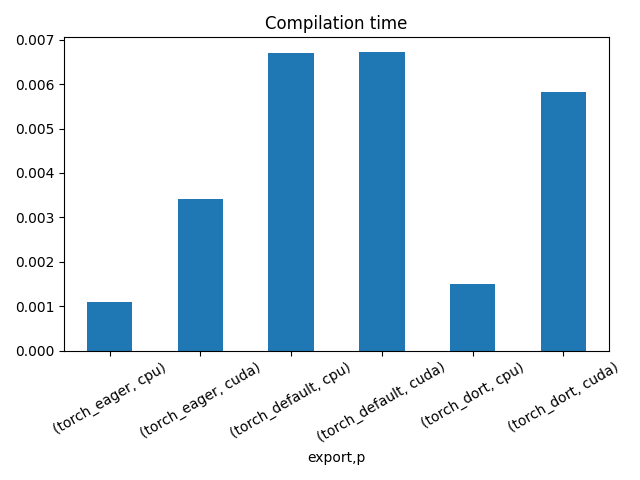 Compilation time
0.007
0.006
0.005
0.004
0.003
0.002
0.001
0.000
(torch_eager, cpu)
(torch_eager, cuda)
(torch_default, cpu)
(torch_default, cuda)
(torch_dort, cpu)
(torch_dort, cuda)
export,p